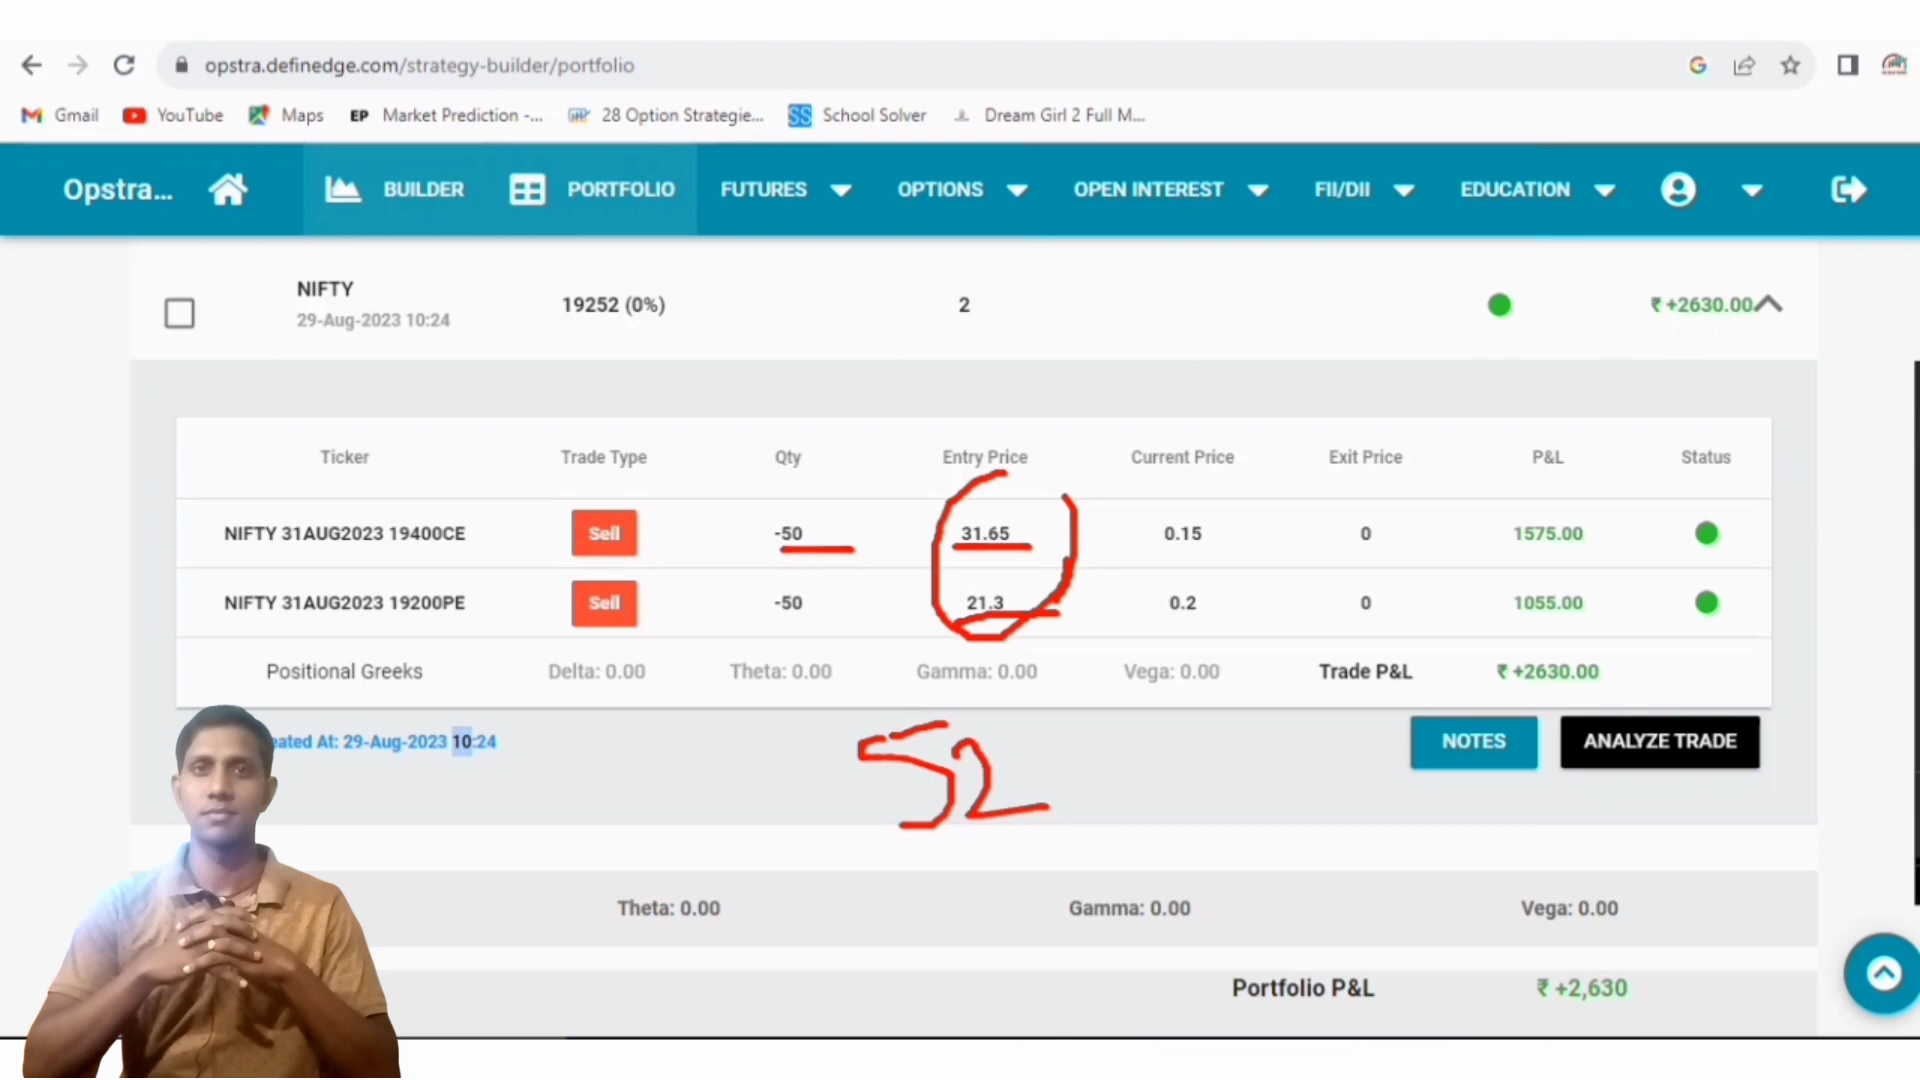 opstra.definedge.com/strategy-builder/portfolio
Gmail YouTube Maps EP Market Prediction -... 28 Option Strategie... SS School Solver Dream Girl 2 Full M...
Opstra... BUILDER PORTFOLIO FUTURES OPTIONS OPEN INTEREST FII/DII EDUCATION
NIFTY 19252 (0%) 2 ₹ +2630.00
29-Aug-2023 10:24
Ticker Trade Type Qty Entry Price Current Price Exit Price P&L Status
NIFTY 31AUG2023 19400CE Sell -50 31.65 0.15 0 1575.00
NIFTY 31AUG2023 19200PE Sell -50 21.3 0.2 0 1055.00
Positional Greeks Delta: 0.00 Theta: 0.00 Gamma: 0.00 Vega: 0.00 Trade P&L ₹ +2630.00
eated At: 29-Aug-2023 10:24 NOTES ANALYZE TRADE
52
Theta: 0.00 Gamma: 0.00 Vega: 0.00
Portfolio P&L ₹ +2,630